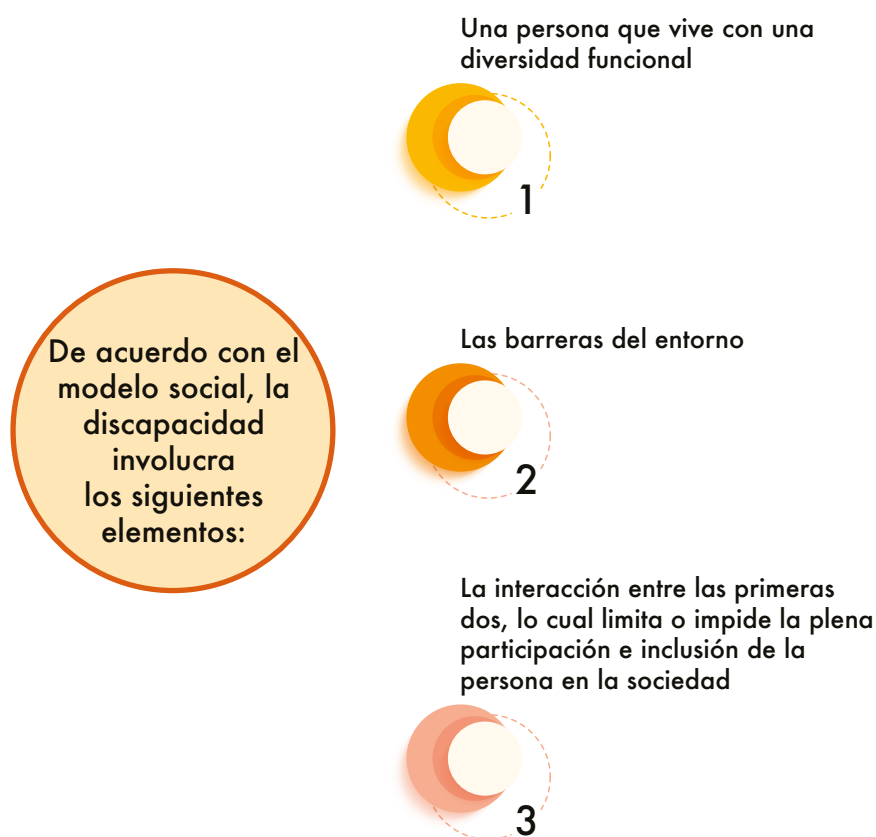 De acuerdo con el
modelo social, la
discapacidad
involucra
los siguientes
elementos:
Una persona que vive con una
diversidad funcional
1
Las barreras del entorno
2
La interacción entre las primeras
dos, lo cual limita o impide la plena
participación e inclusión de la
persona en la sociedad
3